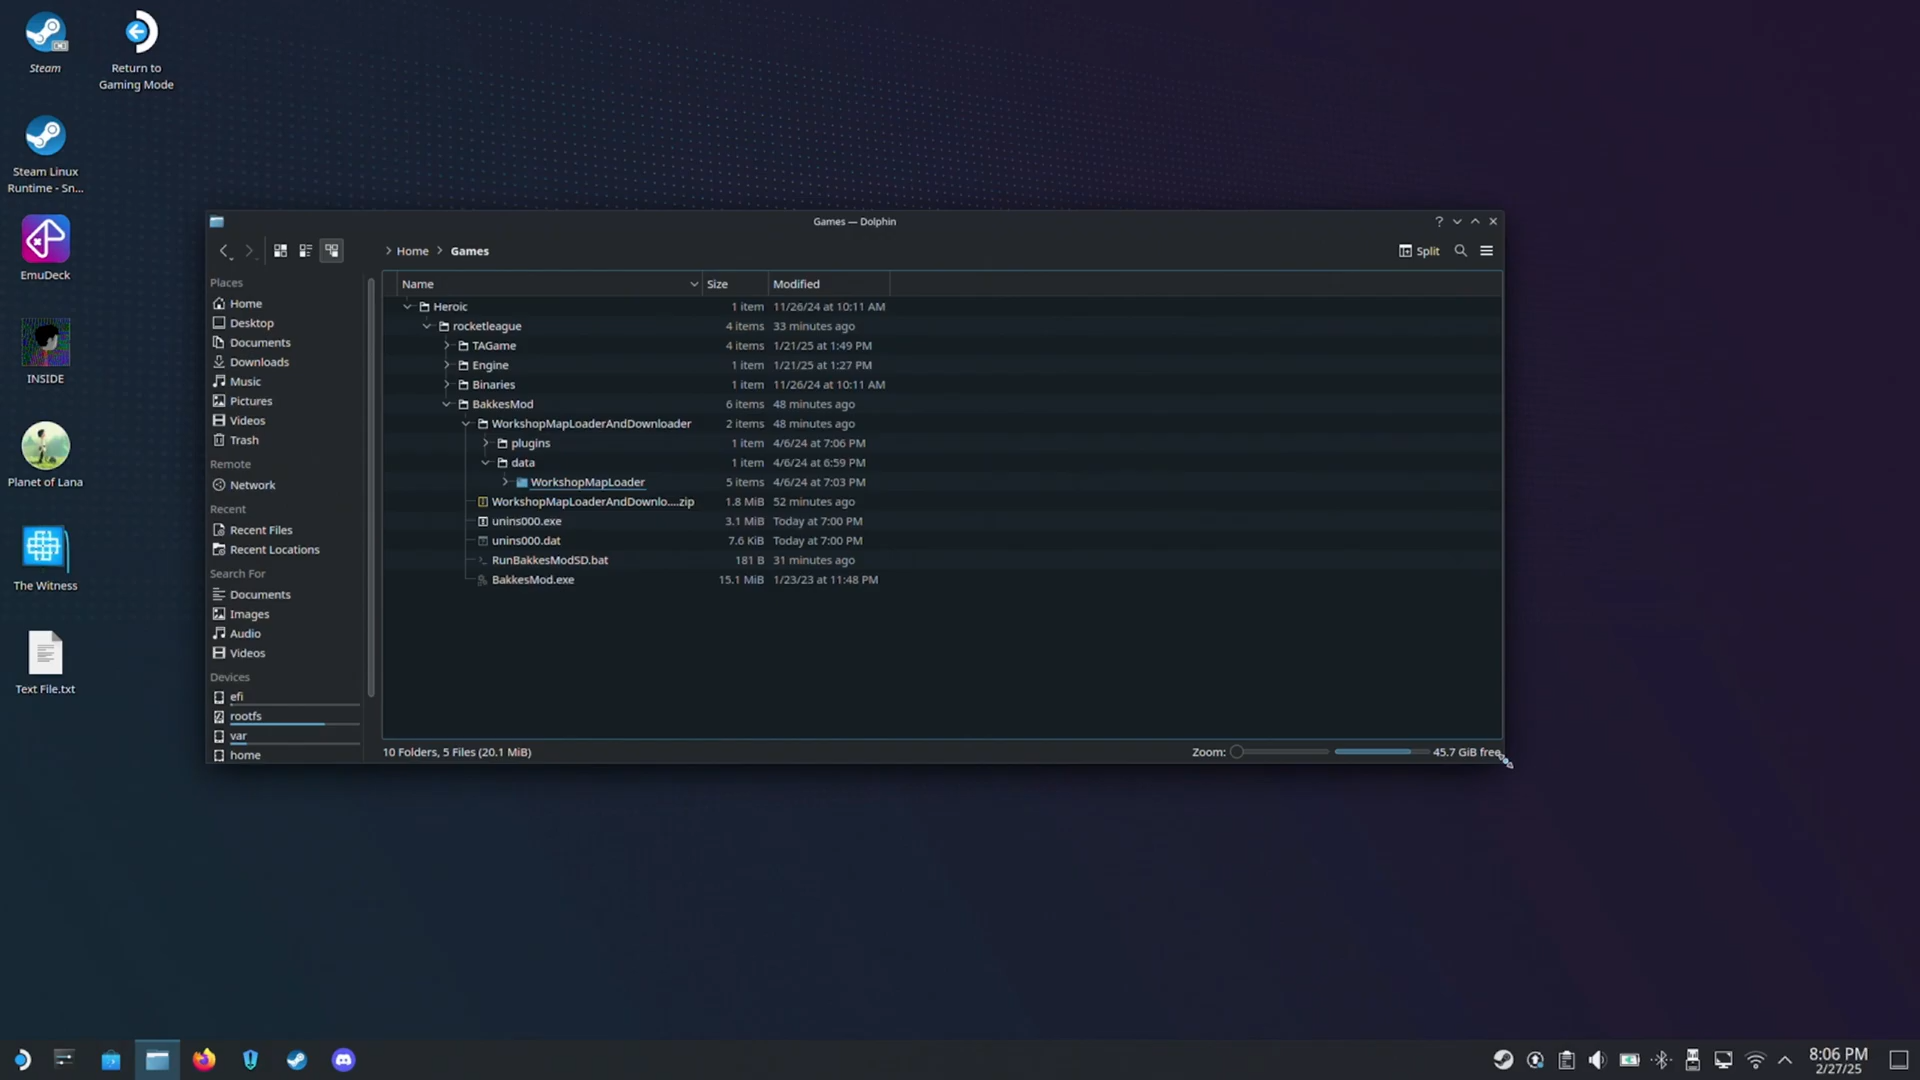 Steam
Return to
Gaming Mode
Steam Linux
Runtime - Sn...
EmuDeck
INSIDE
Planet of Lana
The Witness
Text File.txt
Games — Dolphin
Home
Games
Split
Places
Home
Desktop
Documents
Downloads
Music
Pictures
Videos
Trash
Remote
Network
Recent
Recent Files
Recent Locations
Search For
Documents
Images
Audio
Videos
Devices
efi
rootfs
var
home
Name Size Modified
Heroic 1 item 11/26/24 at 10:11 AM
rocketleague 4 items 33 minutes ago
TAGame 4 items 1/21/25 at 1:49 PM
Engine 1 item 1/21/25 at 1:27 PM
Binaries 1 item 11/26/24 at 10:11 AM
BakkesMod 6 items 48 minutes ago
WorkshopMapLoaderAndDownloader 2 items 48 minutes ago
plugins 1 item 4/6/24 at 7:06 PM
data 1 item 4/6/24 at 6:59 PM
WorkshopMapLoader 5 items 4/6/24 at 7:03 PM
WorkshopMapLoaderAndDownlo....zip 1.8 MiB 52 minutes ago
unins000.exe 3.1 MiB Today at 7:00 PM
unins000.dat 7.6 KiB Today at 7:00 PM
RunBakkesModSD.bat 181 B 31 minutes ago
BakkesMod.exe 15.1 MiB 1/23/23 at 11:48 PM
10 Folders, 5 Files (20.1 MiB)
Zoom:
45.7 GiB free
8:06 PM
2/27/25